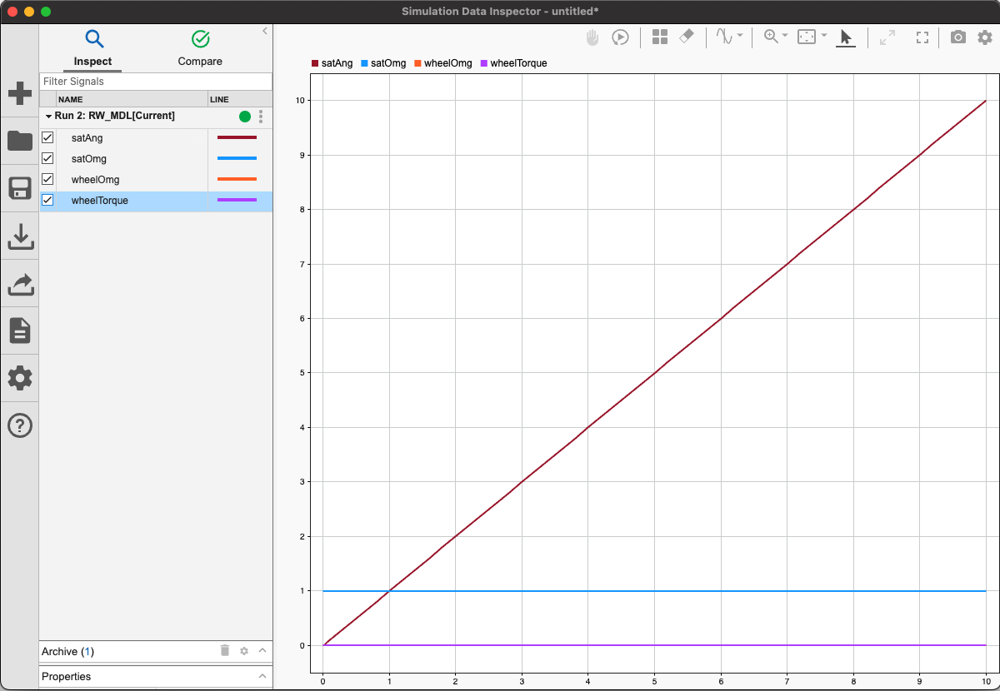 Simulation Data Inspector - untitled*
Inspect
Compare
Filter Signals
NAME LINE
Run 2: RW_MDL[Current]
satAng
satOmg
wheelOmg
wheelTorque
Archive (1)
Properties
satAng satOmg wheelOmg wheelTorque
10
9
8
7
6
5
4
3
2
1
0
0 1 2 3 4 5 6 7 8 9 10